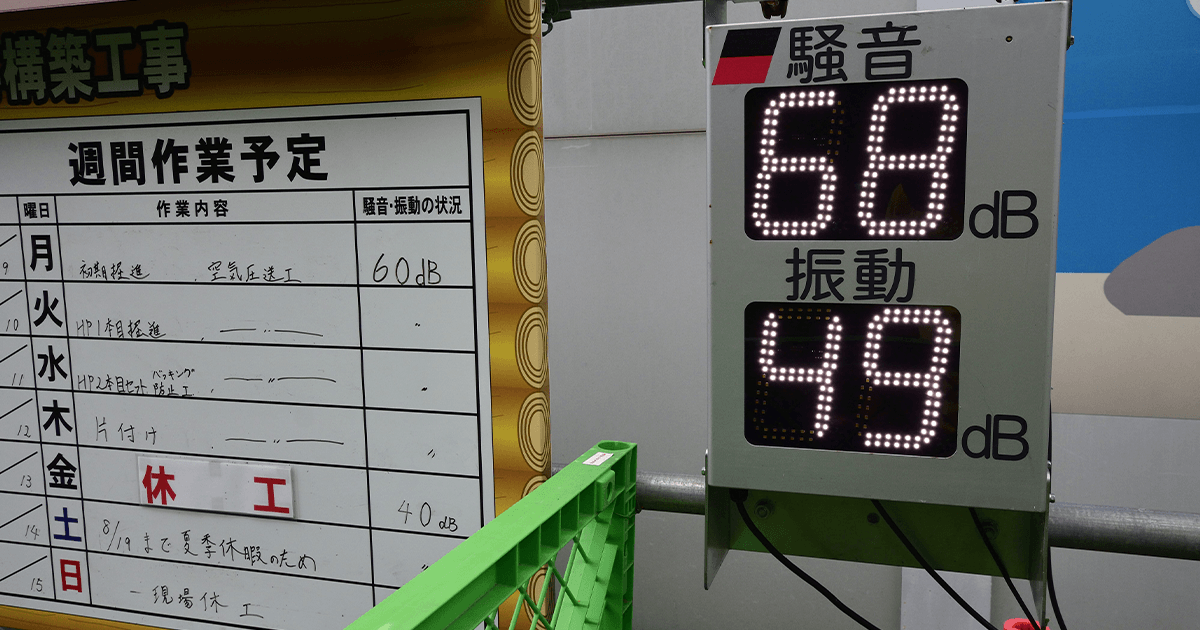 構築工事
週間作業予定
曜日 作業内容 騒音・振動の状況
9 月 初期掘進 空気圧送工 60dB
10 火 HP1本目掘進 〃 〃
11 水 HP2本目セット バッキング防止工 〃 〃
12 木 片付け 〃 〃
13 金 休工 40dB
14 土 8/19まで夏季休暇のため 〃
15 日 現場休工
騒音
68 dB
振動
49 dB